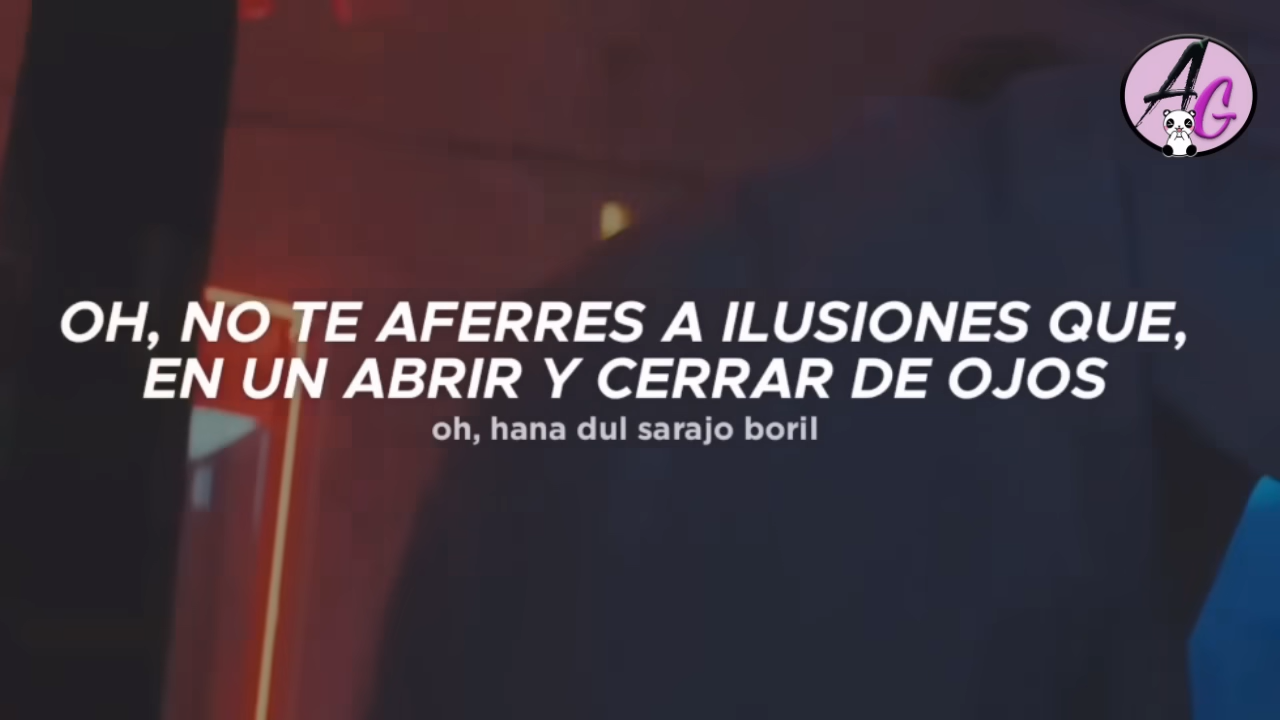 AG
OH, NO TE AFERRES A ILUSIONES QUE,
EN UN ABRIR Y CERRAR DE OJOS
oh, hana dul sarajo boril